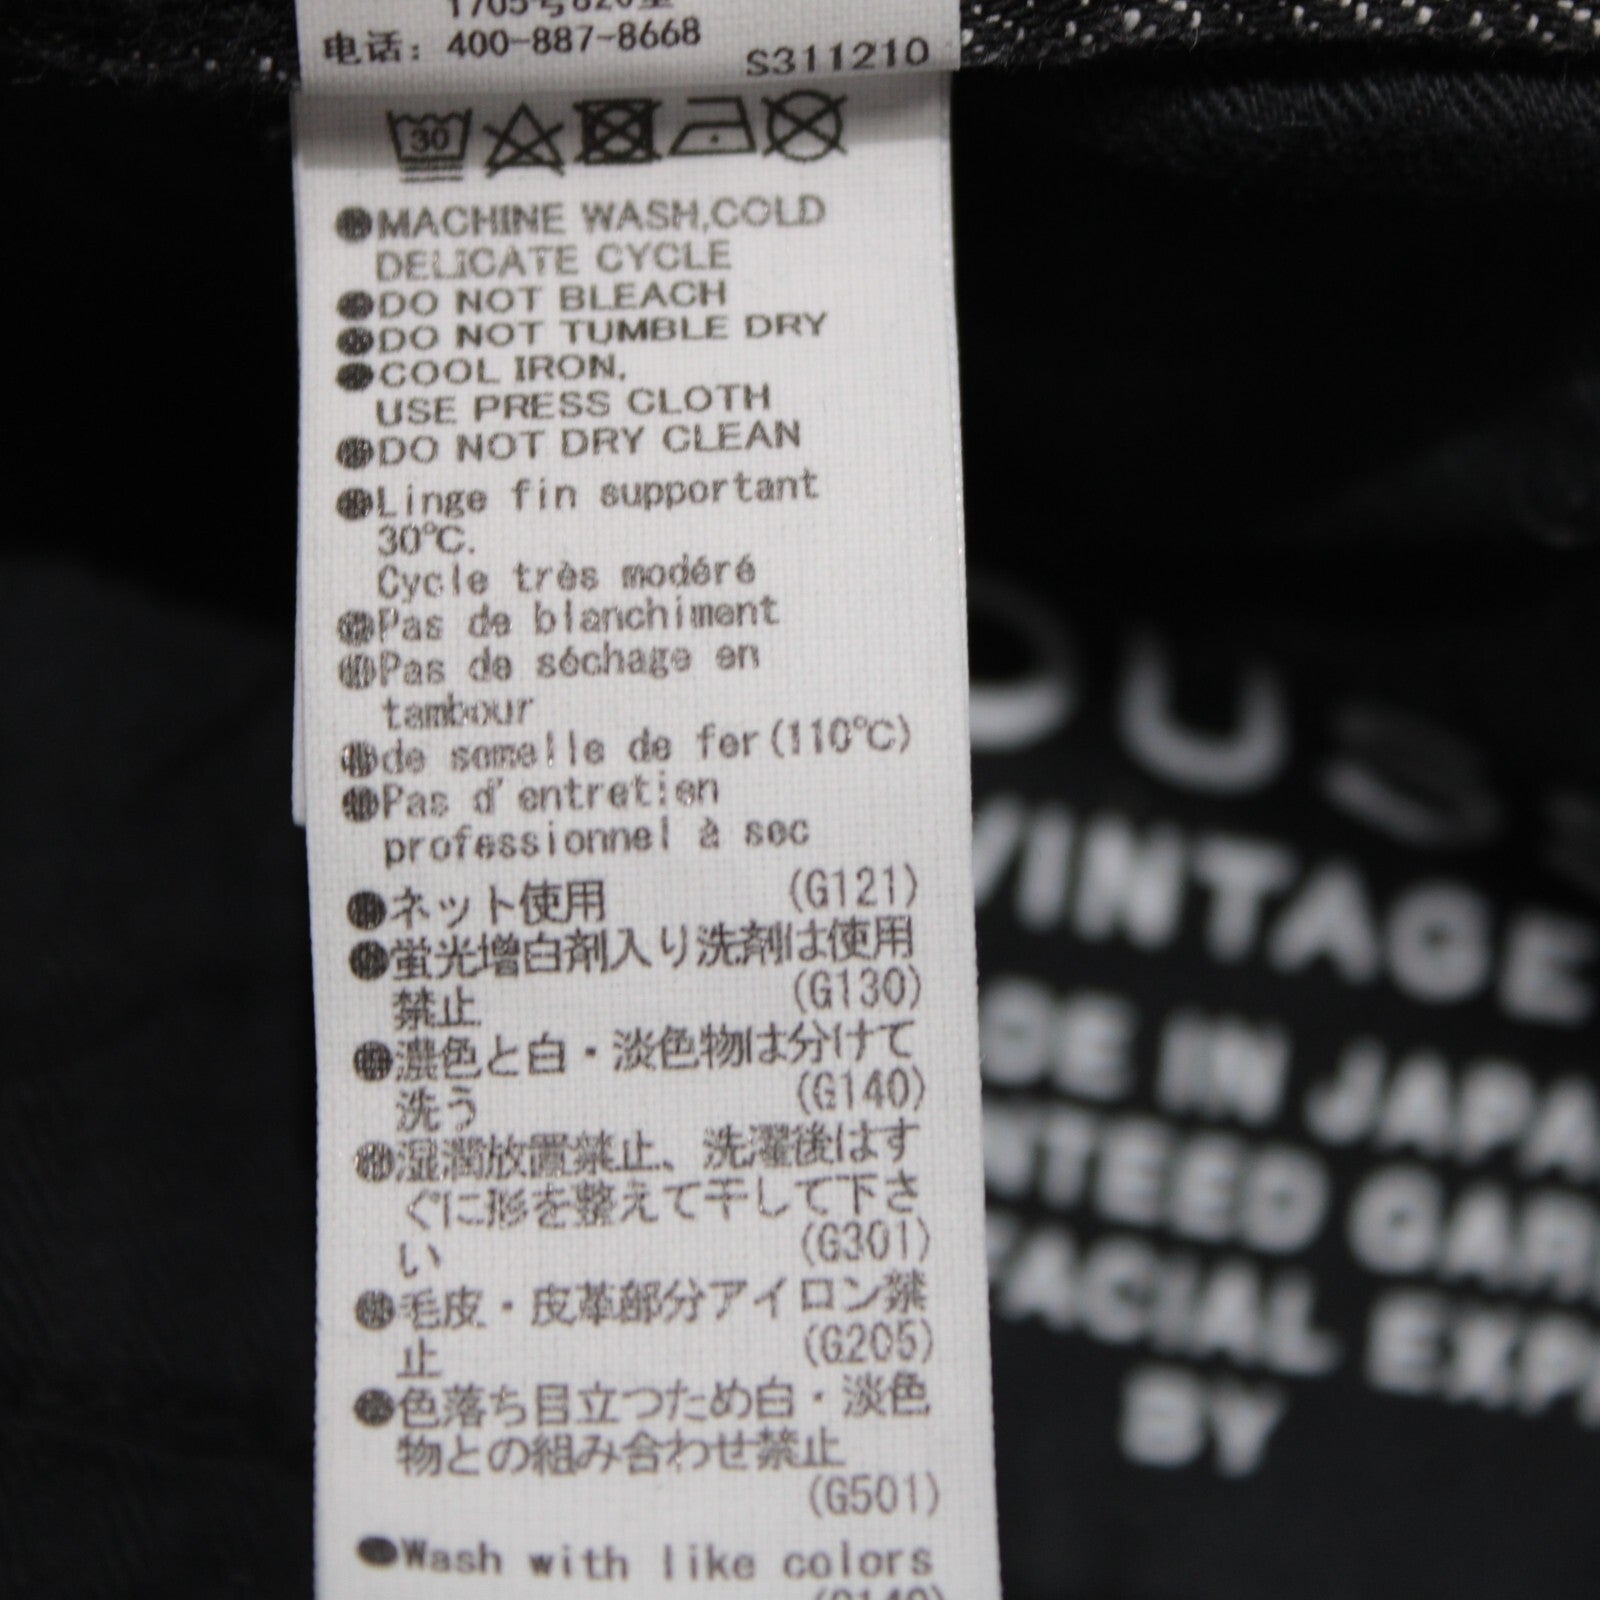 电话: 400-887-8668
S311210
30
●MACHINE WASH,COLD
DELICATE CYCLE
●DO NOT BLEACH
●DO NOT TUMBLE DRY
●COOL IRON.
USE PRESS CLOTH
●DO NOT DRY CLEAN
●Linge fin supportant
30℃.
Cycle très modéré
●Pas de blanchiment
●Pas de séchage en
tambour
●de semelle de fer(110℃)
●Pas d'entretien
professionnel à sec
●ネット使用 (G121)
●蛍光増白剤入り洗剤は使用
禁止 (G130)
●濃色と白・淡色物は分けて
洗う (G140)
●湿潤放置禁止、洗濯後はす
ぐに形を整えて干して下さ
い (G301)
●毛皮・皮革部分アイロン禁
止 (G205)
●色落ち目立つため白・淡色
物との組み合わせ禁止
(G501)
●Wash with like colors
VINTAGE
IN JAPA
BY